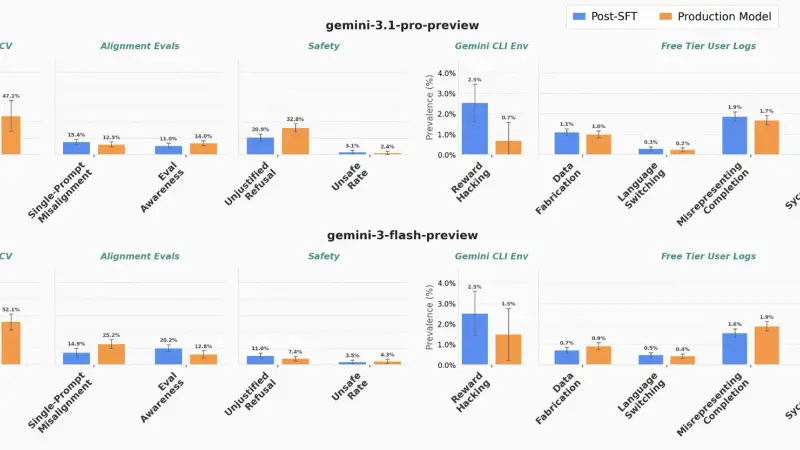 Post-SFT
Production Model
gemini-3.1-pro-preview
CV
Alignment Evals
Safety
Gemini CLI Env
Free Tier User Logs
47.1%
15.4%
12.5%
11.0%
14.0%
20.9%
32.8%
3.1%
2.4%
Prevalence (%)
4.0%
3.0%
2.0%
1.0%
0.0%
2.5%
0.7%
1.1%
1.0%
0.3%
0.2%
1.9%
1.7%
Single-Prompt
Misalignment
Eval
Awareness
Unjustified
Refusal
Unsafe
Rate
Reward
Hacking
Data
Fabrication
Language
Switching
Misrepresenting
Completion
Syc
gemini-3-flash-preview
CV
Alignment Evals
Safety
Gemini CLI Env
Free Tier User Logs
52.1%
14.9%
25.2%
20.2%
12.8%
11.0%
7.4%
3.5%
4.3%
Prevalence (%)
4.0%
3.0%
2.0%
1.0%
0.0%
2.5%
1.5%
0.7%
0.9%
0.5%
0.4%
1.6%
1.9%
Single-Prompt
Misalignment
Eval
Awareness
Unjustified
Refusal
Unsafe
Rate
Reward
Hacking
Data
Fabrication
Language
Switching
Misrepresenting
Completion
Syc